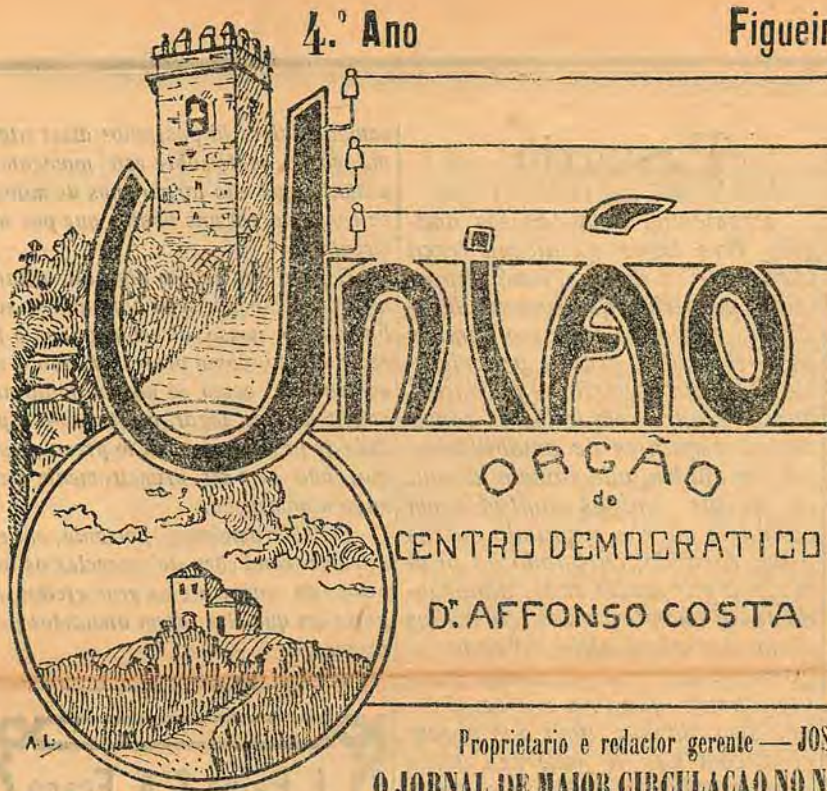 4.º Ano Figueir
União
ORGÃO
do
CENTRO DEMOCRATICO
Dr. AFFONSO COSTA
A.L.
Proprietario e redactor gerente — JOS
O JORNAL DE MAIOR CIRCULAÇÃO NO N